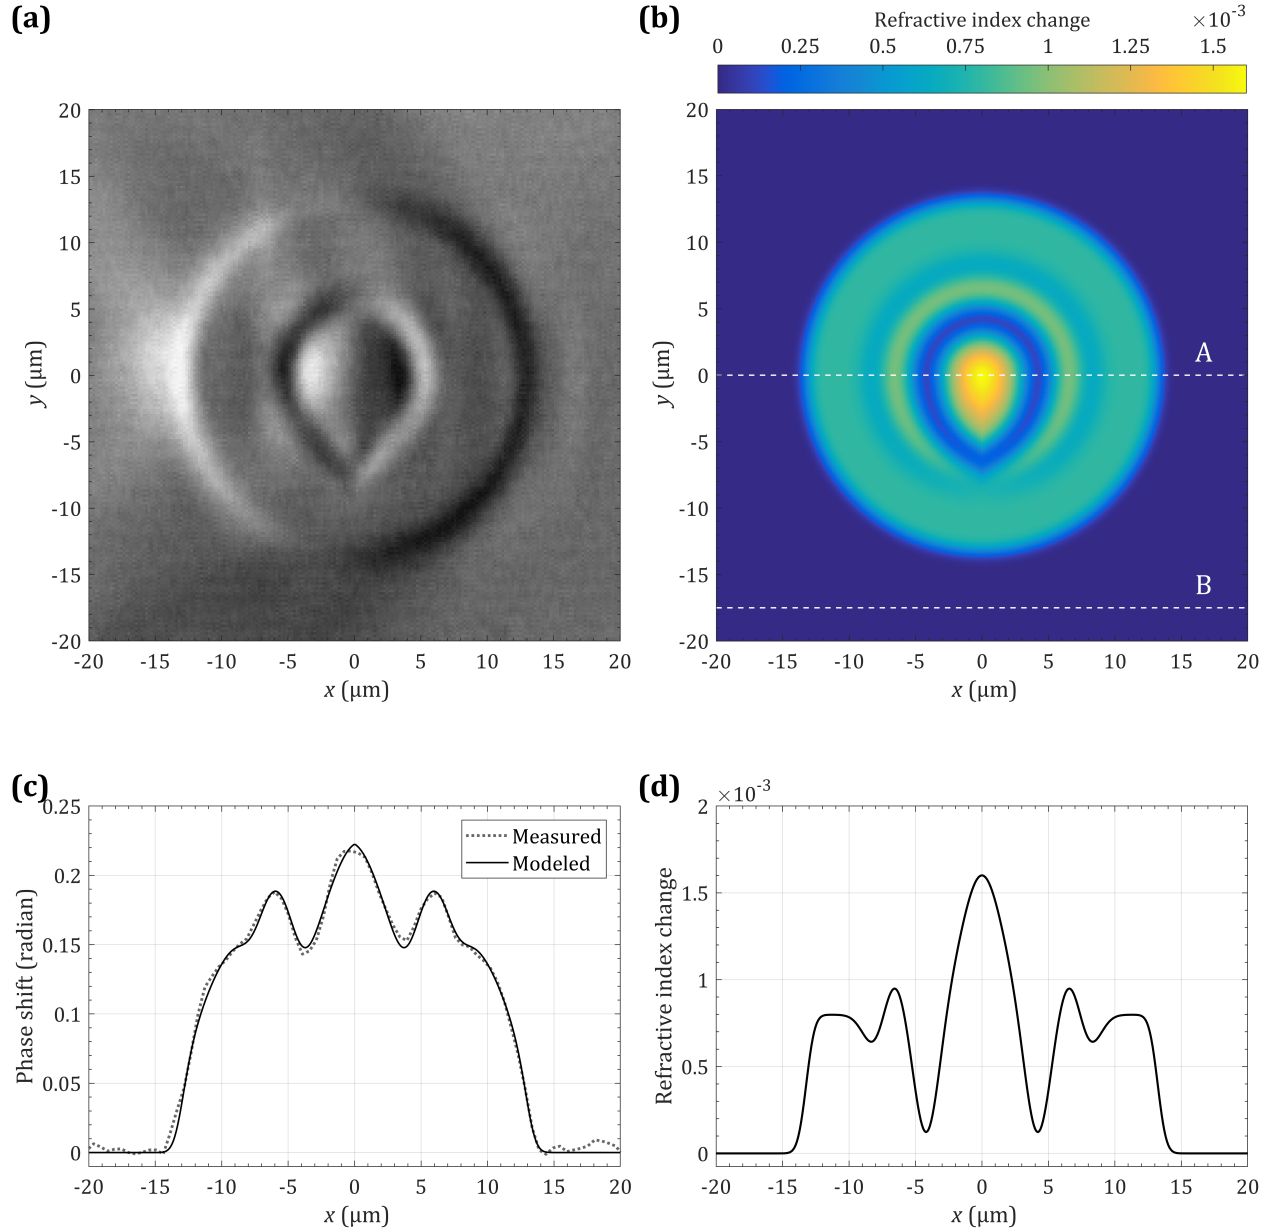 (a)
20
15
10
5
0
-5
-10
-15
-20
y (μm)
-20 -15 -10 -5 0 5 10 15 20
x (μm)
(b)
Refractive index change ×10-3
0 0.25 0.5 0.75 1 1.25 1.5
20
15
10
5
0
-5
-10
-15
-20
y (μm)
A
B
-20 -15 -10 -5 0 5 10 15 20
x (μm)
(c)
0.25
0.2
0.15
0.1
0.05
0
Phase shift (radian)
Measured
Modeled
-20 -15 -10 -5 0 5 10 15 20
x (μm)
(d)
×10-3
2
1.5
1
0.5
0
Refractive index change
-20 -15 -10 -5 0 5 10 15 20
x (μm)